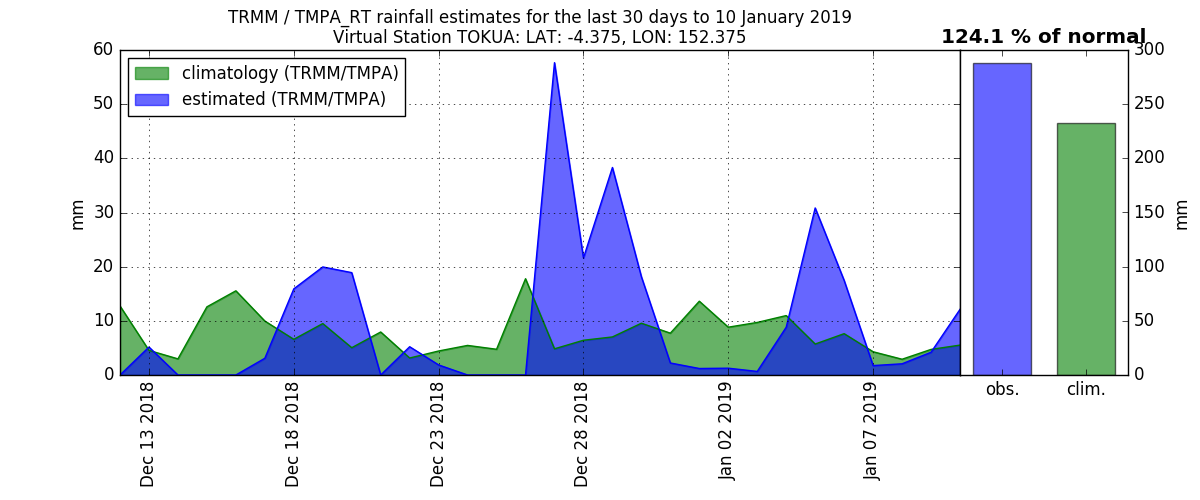 TRMM / TMPA_RT rainfall estimates for the last 30 days to 10 January 2019
Virtual Station TOKUA: LAT: -4.375, LON: 152.375
124.1 % of normal
climatology (TRMM/TMPA)
estimated (TRMM/TMPA)
60
50
40
30
20
10
0
mm
Dec 13 2018
Dec 18 2018
Dec 23 2018
Dec 28 2018
Jan 02 2019
Jan 07 2019
300
250
200
150
100
50
0
mm
obs.
clim.